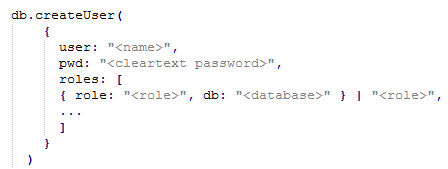 db.createUser(
{
user: "<name>",
pwd: "<cleartext password>",
roles: [
{ role: "<role>", db: "<database>" } | "<role>",
...
]
}
)